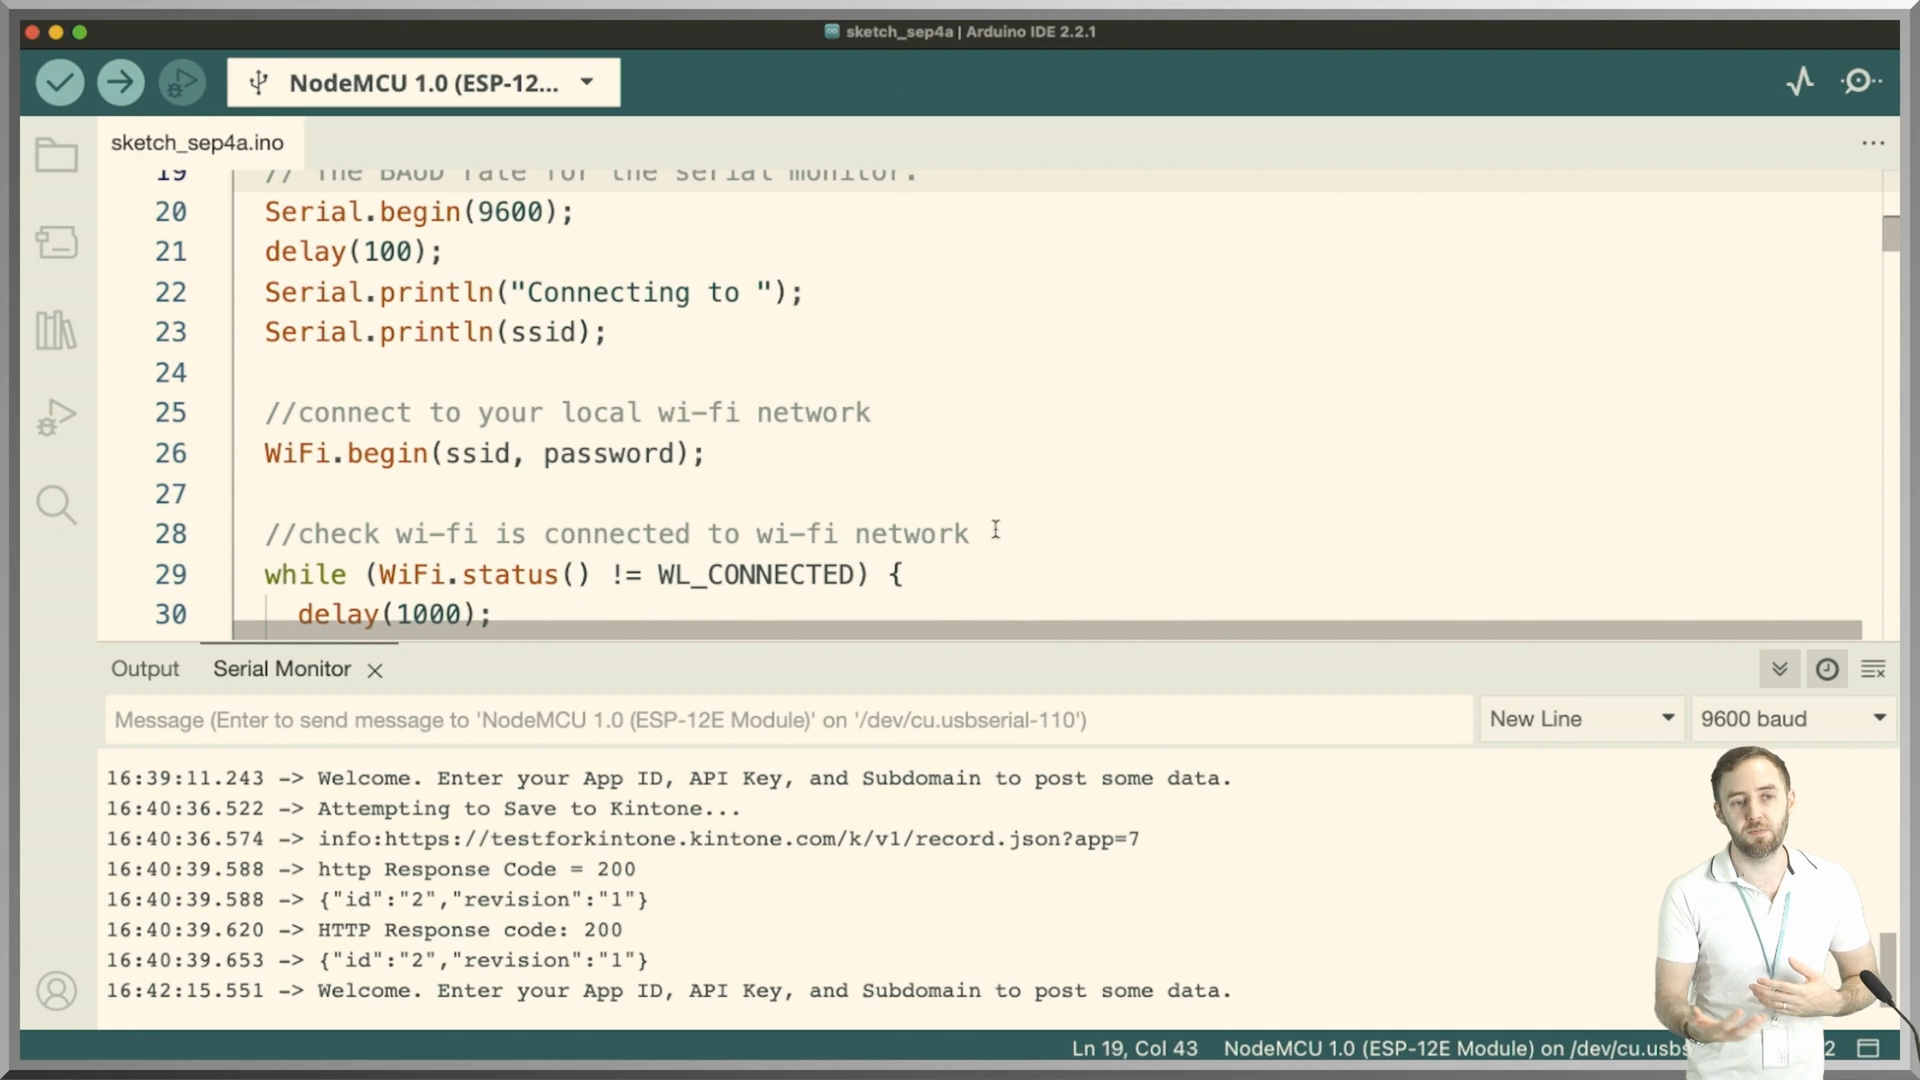 sketch_sep4a | Arduino IDE 2.2.1
NodeMCU 1.0 (ESP-12...
sketch_sep4a.ino
19 // The BAUD rate for the serial monitor.
20 Serial.begin(9600);
21 delay(100);
22 Serial.println("Connecting to ");
23 Serial.println(ssid);
24
25 //connect to your local wi-fi network
26 WiFi.begin(ssid, password);
27
28 //check wi-fi is connected to wi-fi network
29 while (WiFi.status() != WL_CONNECTED) {
30 delay(1000);
Output Serial Monitor
Message (Enter to send message to 'NodeMCU 1.0 (ESP-12E Module)' on '/dev/cu.usbserial-110') New Line 9600 baud
16:39:11.243 -> Welcome. Enter your App ID, API Key, and Subdomain to post some data.
16:40:36.522 -> Attempting to Save to Kintone...
16:40:36.574 -> info:https://testforkintone.kintone.com/k/v1/record.json?app=7
16:40:39.588 -> http Response Code = 200
16:40:39.588 -> {"id":"2","revision":"1"}
16:40:39.620 -> HTTP Response code: 200
16:40:39.653 -> {"id":"2","revision":"1"}
16:42:15.551 -> Welcome. Enter your App ID, API Key, and Subdomain to post some data.
Ln 19, Col 43 NodeMCU 1.0 (ESP-12E Module) on /dev/cu.usbs 2